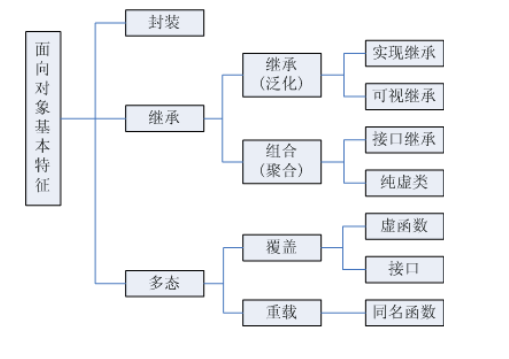 面向对象基本特征
封装
继承
多态
继承
(泛化)
组合
(聚合)
覆盖
重载
实现继承
可视继承
接口继承
纯虚类
虚函数
接口
同名函数